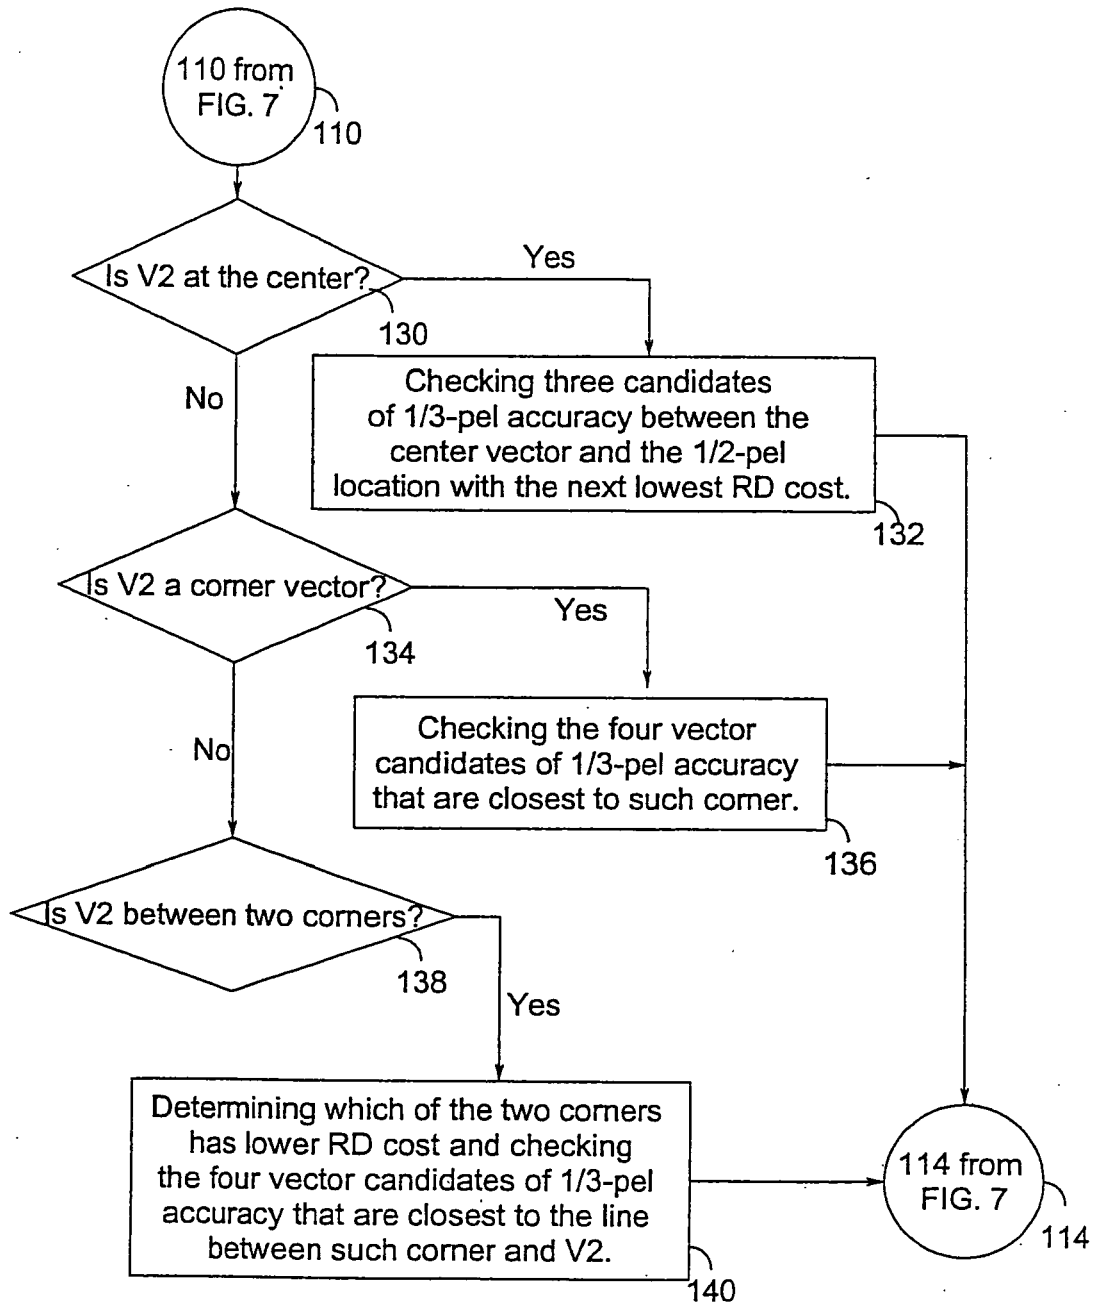 110 from
FIG. 7
110
Is V2 at the center?
Yes
130
No
Checking three candidates
of 1/3-pel accuracy between the
center vector and the 1/2-pel
location with the next lowest RD cost.
132
Is V2 a corner vector?
Yes
134
No
Checking the four vector
candidates of 1/3-pel accuracy
that are closest to such corner.
136
Is V2 between two corners?
138
Yes
Determining which of the two corners
has lower RD cost and checking
the four vector candidates of 1/3-pel
accuracy that are closest to the line
between such corner and V2.
140
114 from
FIG. 7
114